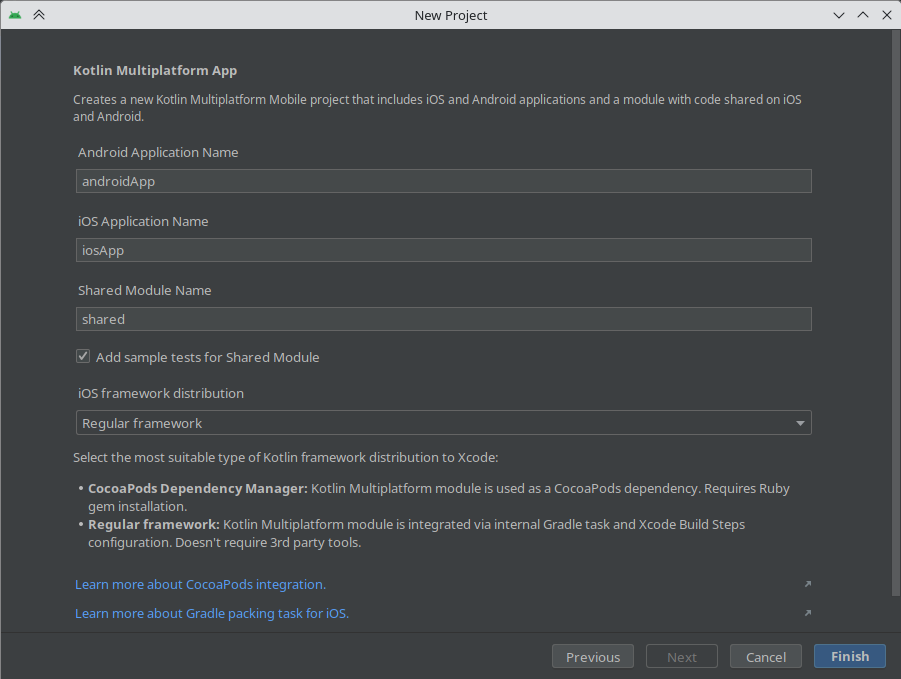 New Project
Kotlin Multiplatform App
Creates a new Kotlin Multiplatform Mobile project that includes iOS and Android applications and a module with code shared on iOS
and Android.
Android Application Name
androidApp
iOS Application Name
iosApp
Shared Module Name
shared
Add sample tests for Shared Module
iOS framework distribution
Regular framework
Select the most suitable type of Kotlin framework distribution to Xcode:
• CocoaPods Dependency Manager: Kotlin Multiplatform module is used as a CocoaPods dependency. Requires Ruby
gem installation.
• Regular framework: Kotlin Multiplatform module is integrated via internal Gradle task and Xcode Build Steps
configuration. Doesn't require 3rd party tools.
Learn more about CocoaPods integration.
Learn more about Gradle packing task for iOS.
Previous Next Cancel Finish